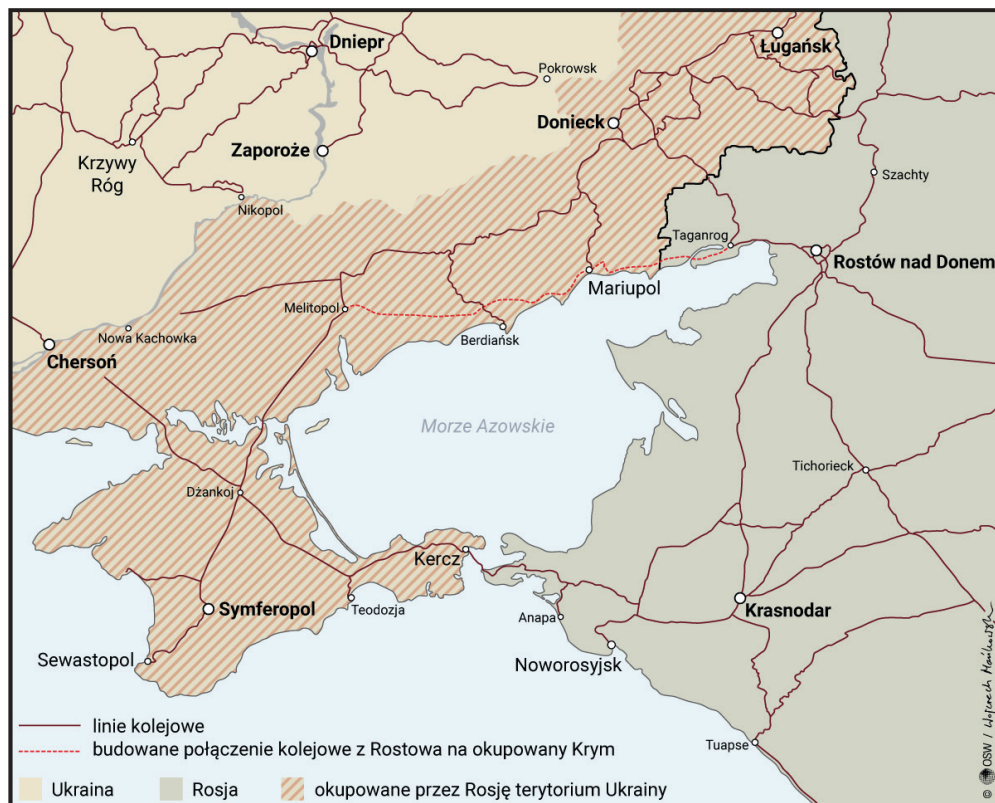 Dniepr
Ługańsk
Pokrowsk
Donieck
Zaporoże
Krzywy
Róg
Szachty
Nikopol
Taganrog
Rostów nad Donem
Mariupol
Melitopol
Nowa Kachowka
Berdiańsk
Chersoń
Morze Azowskie
Tichorieck
Dżankoj
Kercz
Symferopol
Teodozja
Krasnodar
Anapa
Sewastopol
Noworosyjsk
Tuapse
linie kolejowe
budowane połączenie kolejowe z Rostowa na okupowany Krym
Ukraina
Rosja
okupowane przez Rosję terytorium Ukrainy
© OSW / Wojciech Mańkowski